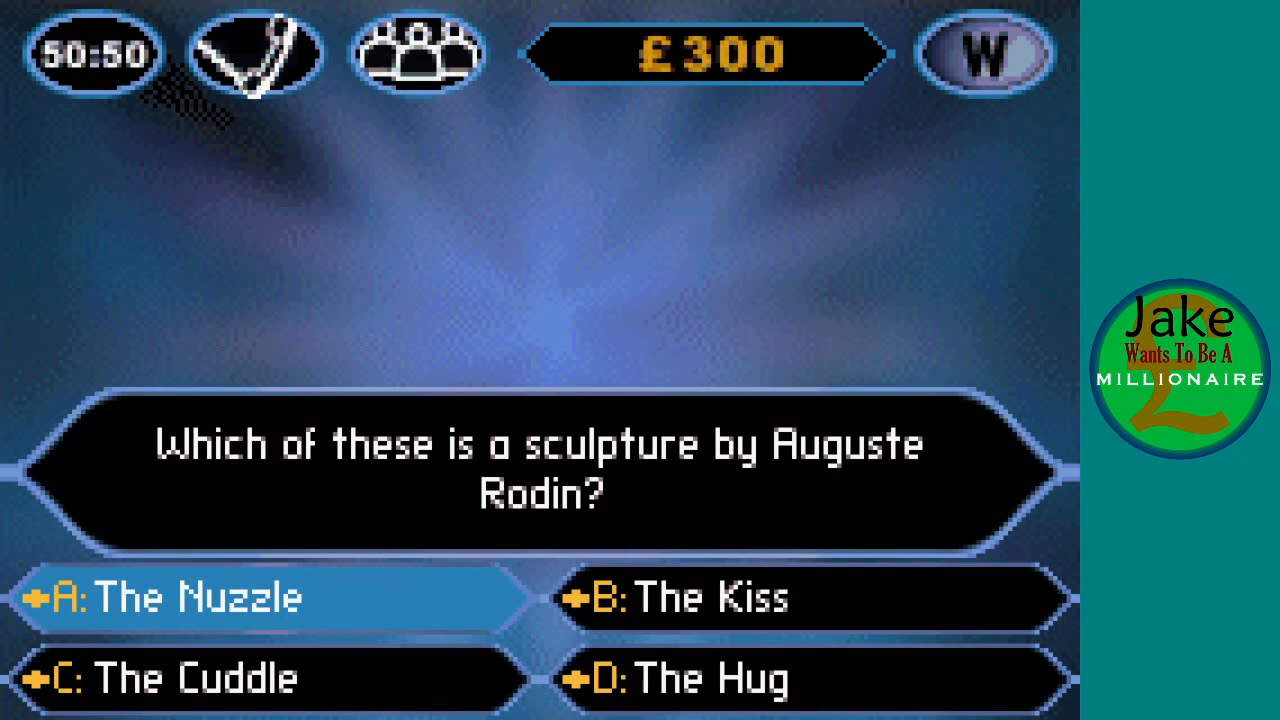 50:50
£300
W
Which of these is a sculpture by Auguste
Rodin?
A: The Nuzzle
B: The Kiss
C: The Cuddle
D: The Hug
Jake
Wants To Be A
MILLIONAIRE
£